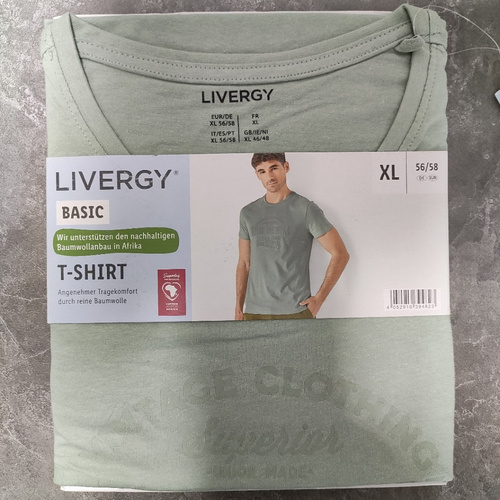 LIVERGY
EUR/DE
XL 56/58
FR
XL
IT/ES/PT
XL 56/58
GB/IE/NI
XL 46/48
LIVERGY®
BASIC
Wir unterstützen den nachhaltigen
Baumwollanbau in Afrika
T-SHIRT
Angenehmer Tragekomfort
durch reine Baumwolle
XL
56/58
CLOTHING
Superior